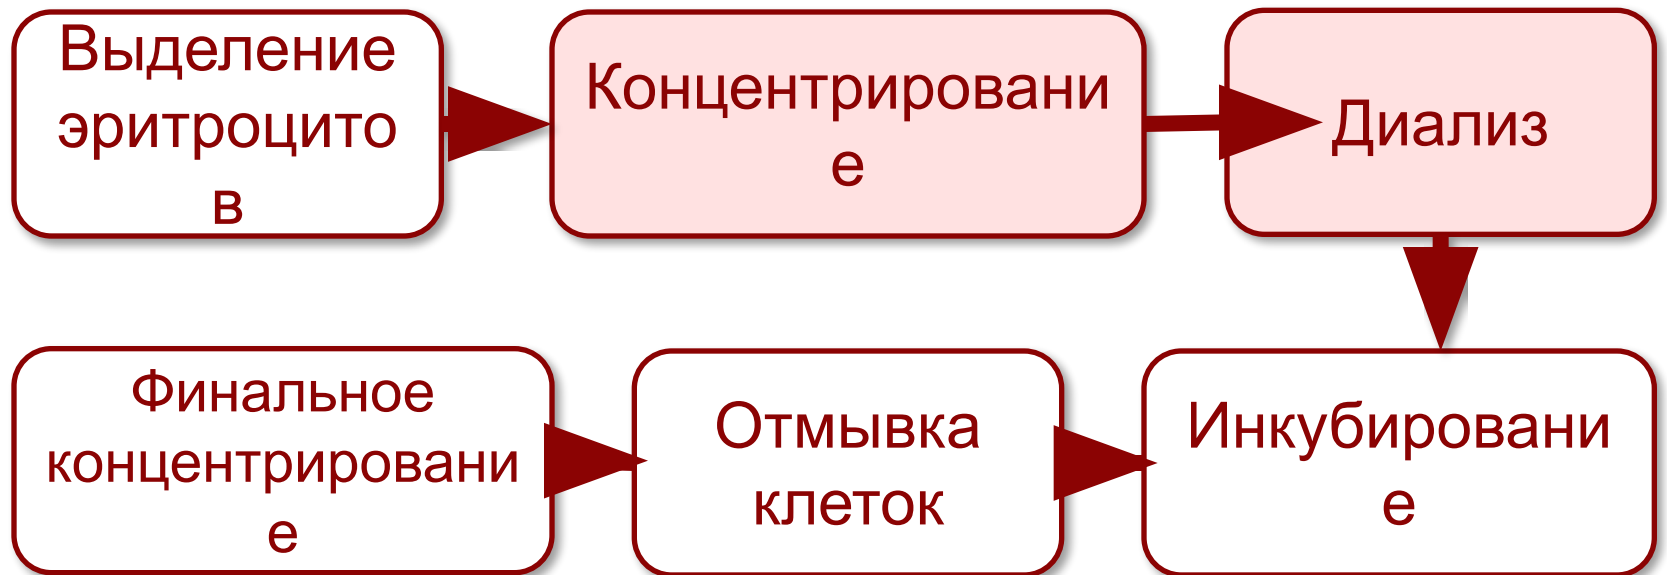 Выделение
эритроцито
в
Концентрировани
е
Диализ
Финальное
концентрировани
е
Отмывка
клеток
Инкубировани
е